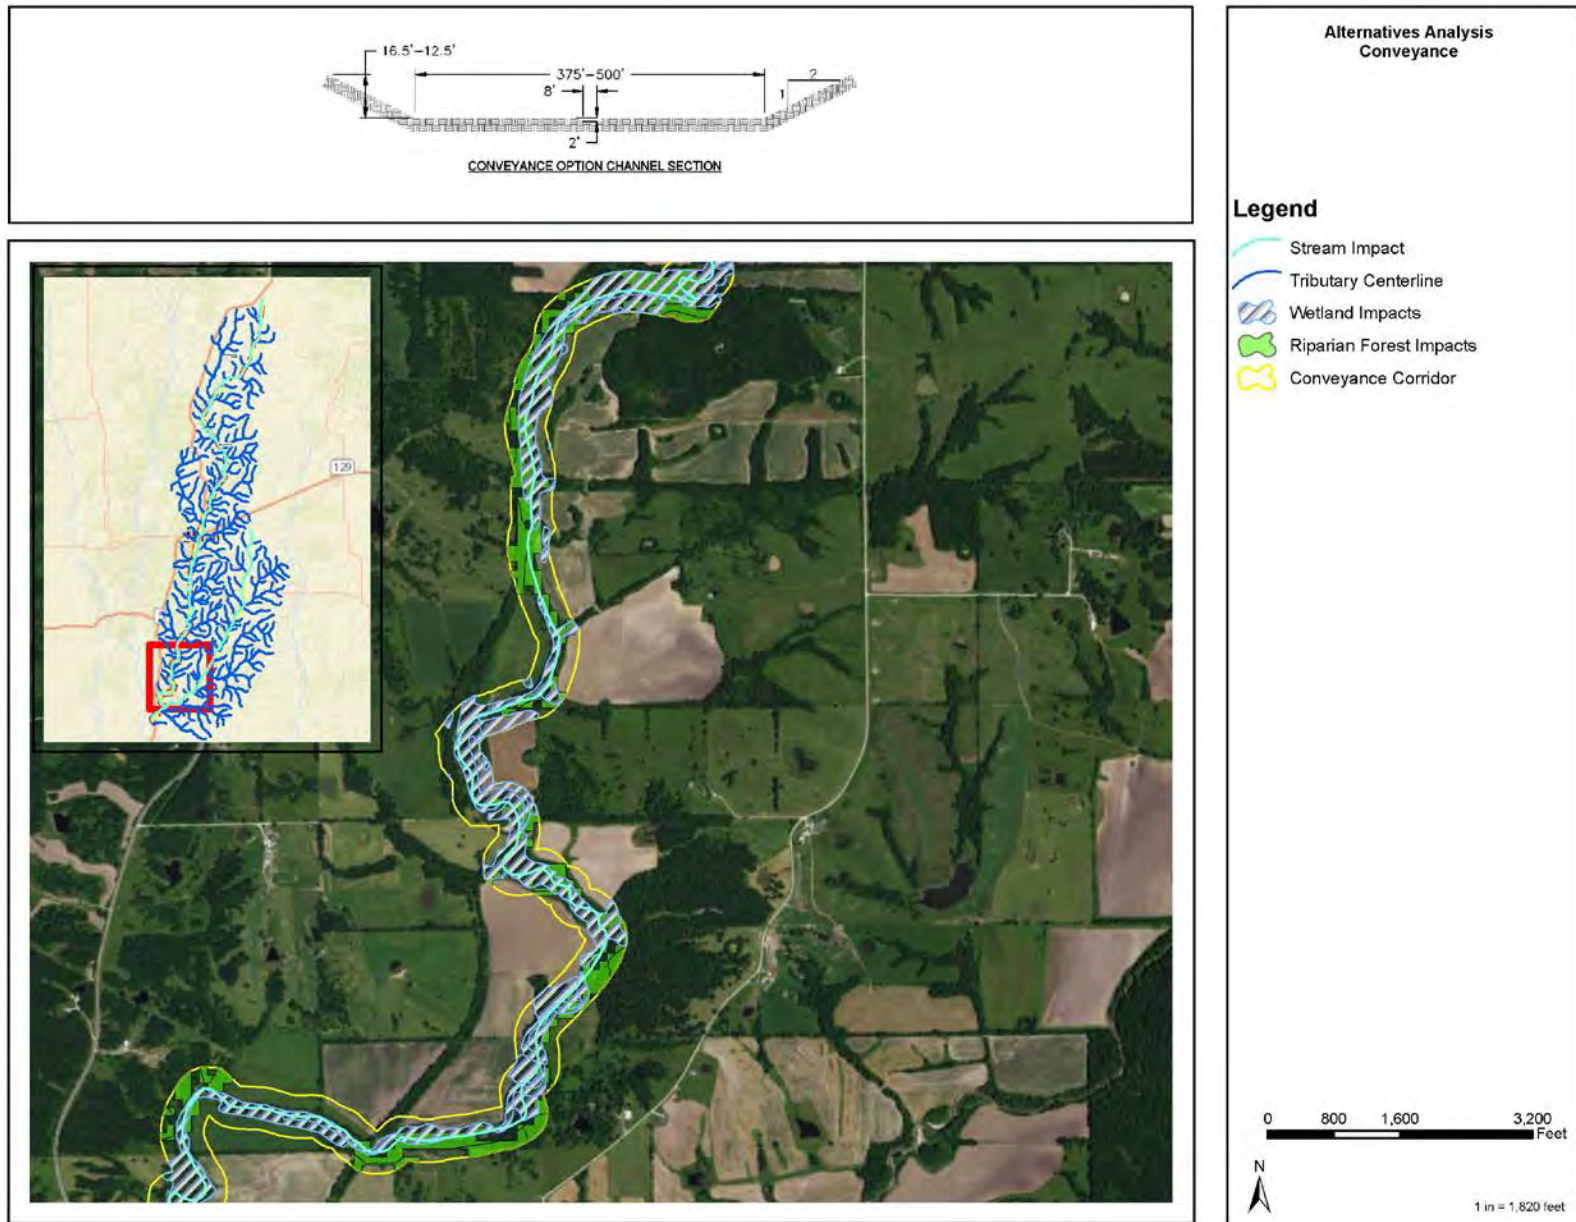 16.5'-12.5'
375'-500'
8'
2
1
2'
CONVEYANCE OPTION CHANNEL SECTION
129
Alternatives Analysis
Conveyance
Legend
Stream Impact
Tributary Centerline
Wetland Impacts
Riparian Forest Impacts
Conveyance Corridor
0 800 1,600 3,200
Feet
N
1 in = 1,820 feet